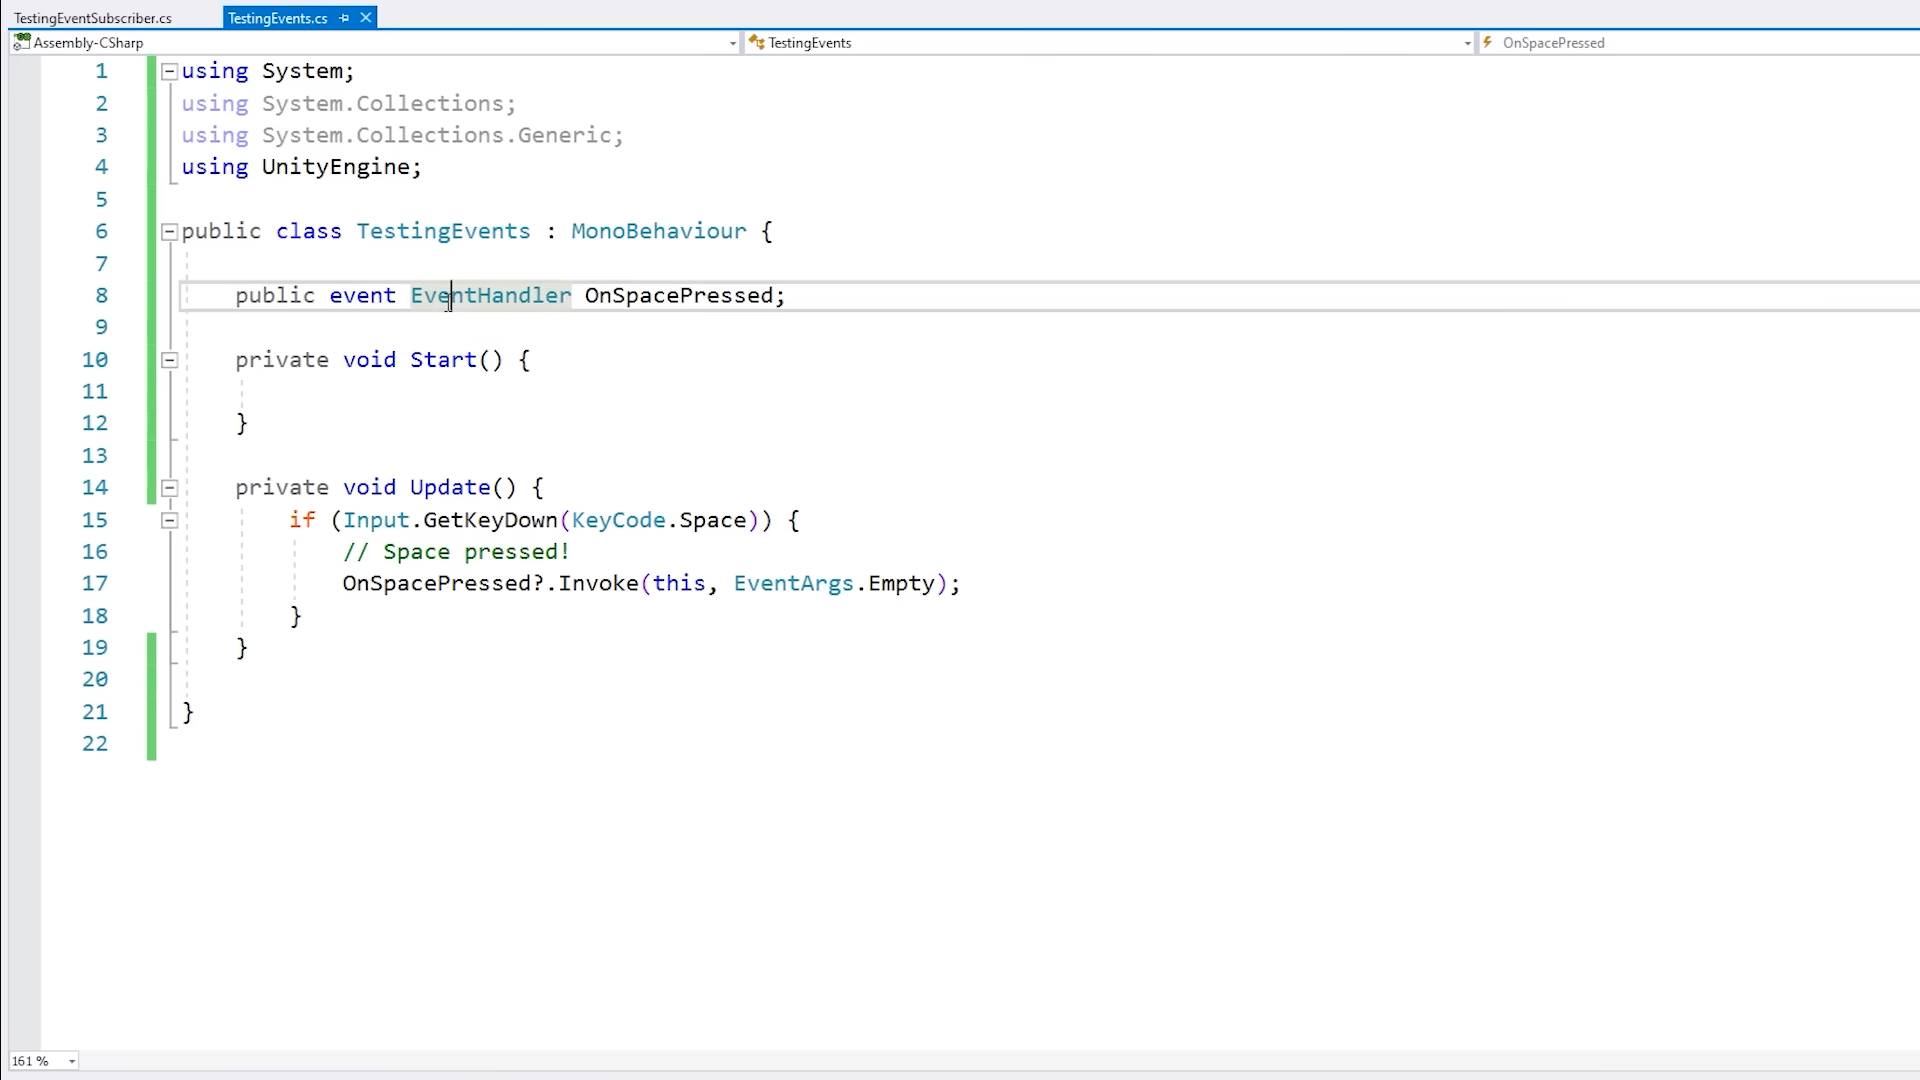 TestingEventSubscriber.cs TestingEvents.cs
Assembly-CSharp TestingEvents OnSpacePressed
1 using System;
2 using System.Collections;
3 using System.Collections.Generic;
4 using UnityEngine;
5
6 public class TestingEvents : MonoBehaviour {
7
8 public event EventHandler OnSpacePressed;
9
10 private void Start() {
11
12 }
13
14 private void Update() {
15 if (Input.GetKeyDown(KeyCode.Space)) {
16 // Space pressed!
17 OnSpacePressed?.Invoke(this, EventArgs.Empty);
18 }
19 }
20
21 }
22
161 %